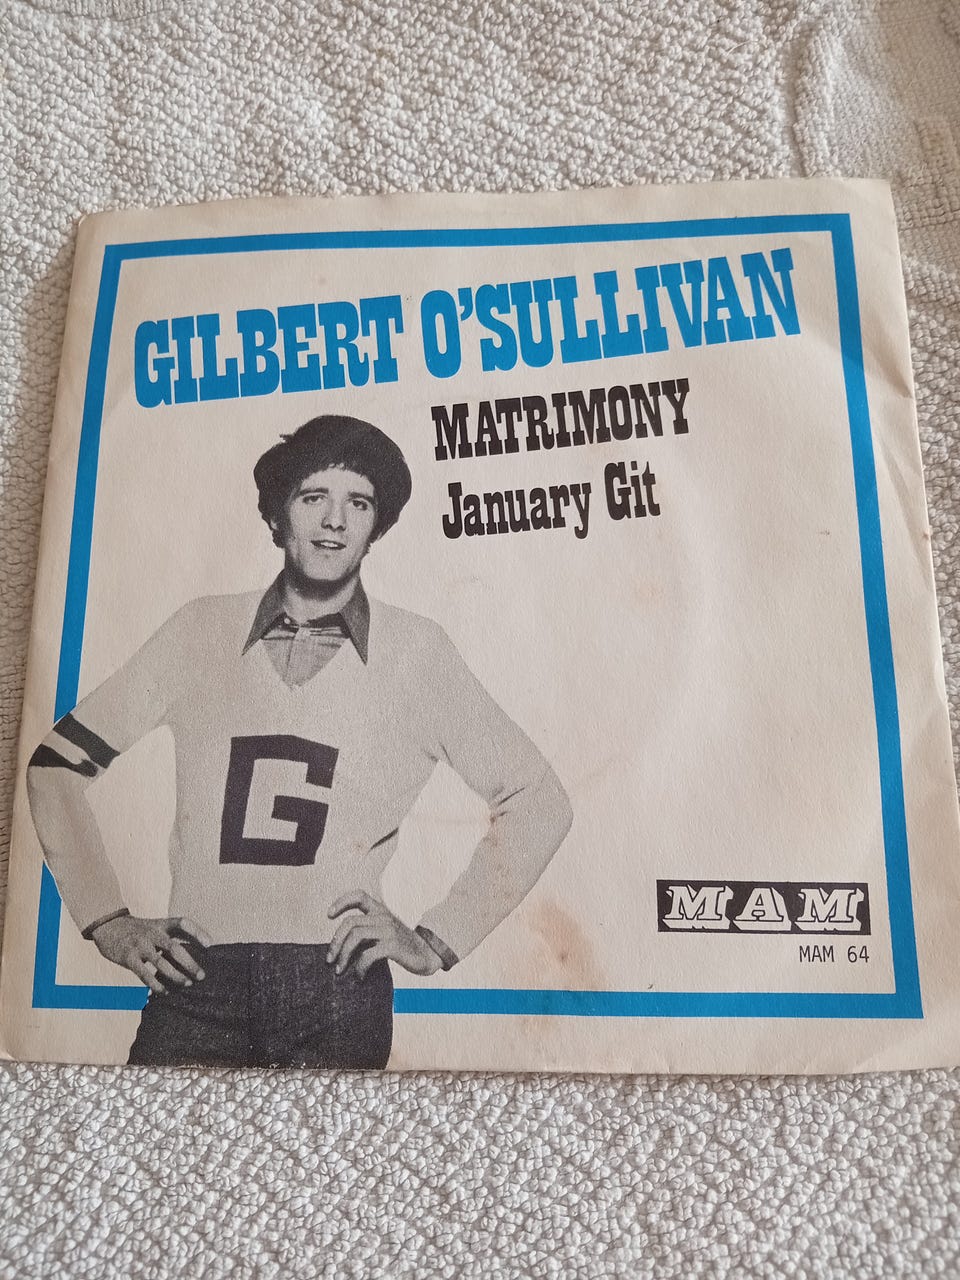 GILBERT O'SULLIVAN
MATRIMONY
January Git
G
MAM
MAM 64